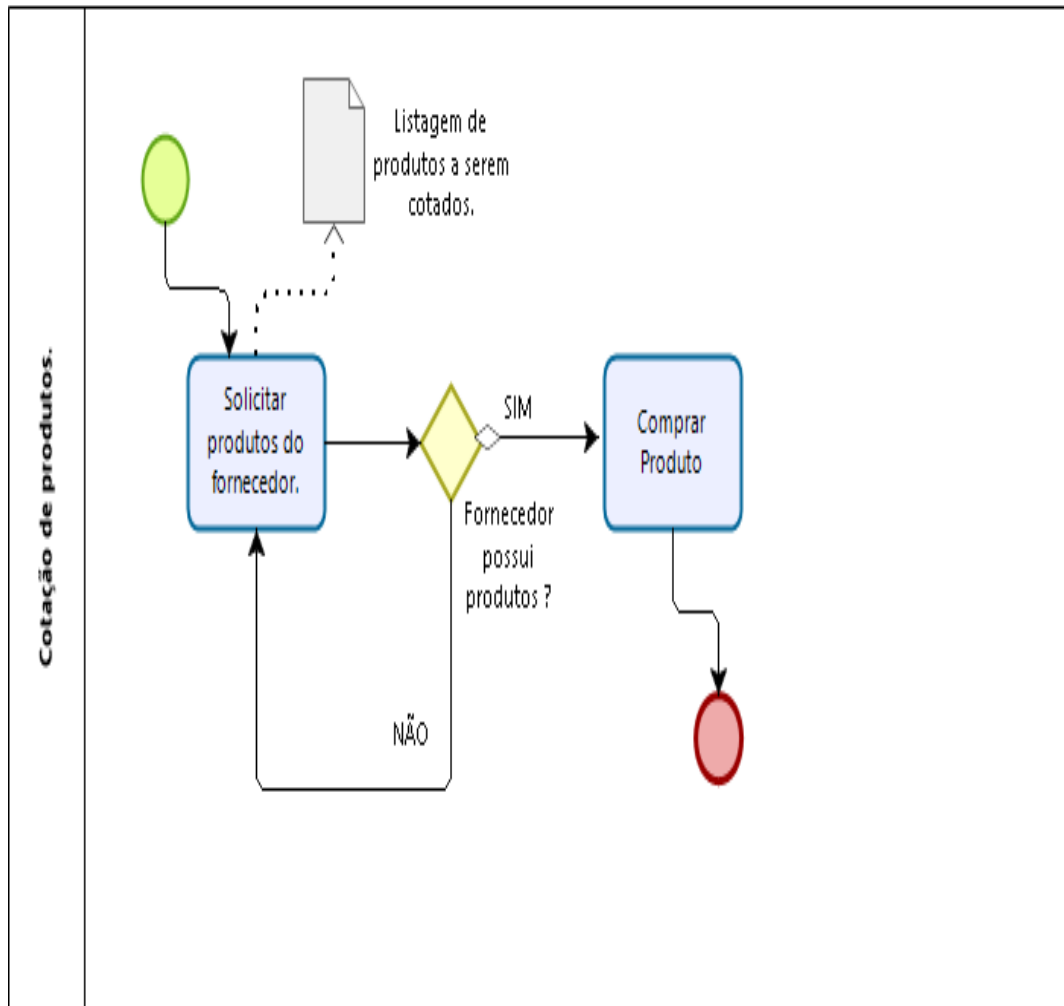 Cotação de produtos.
Listagem de
produtos a serem
cotados.
Solicitar
produtos do
fornecedor.
SIM
Comprar
Produto
Fornecedor
possui
produtos ?
NÃO